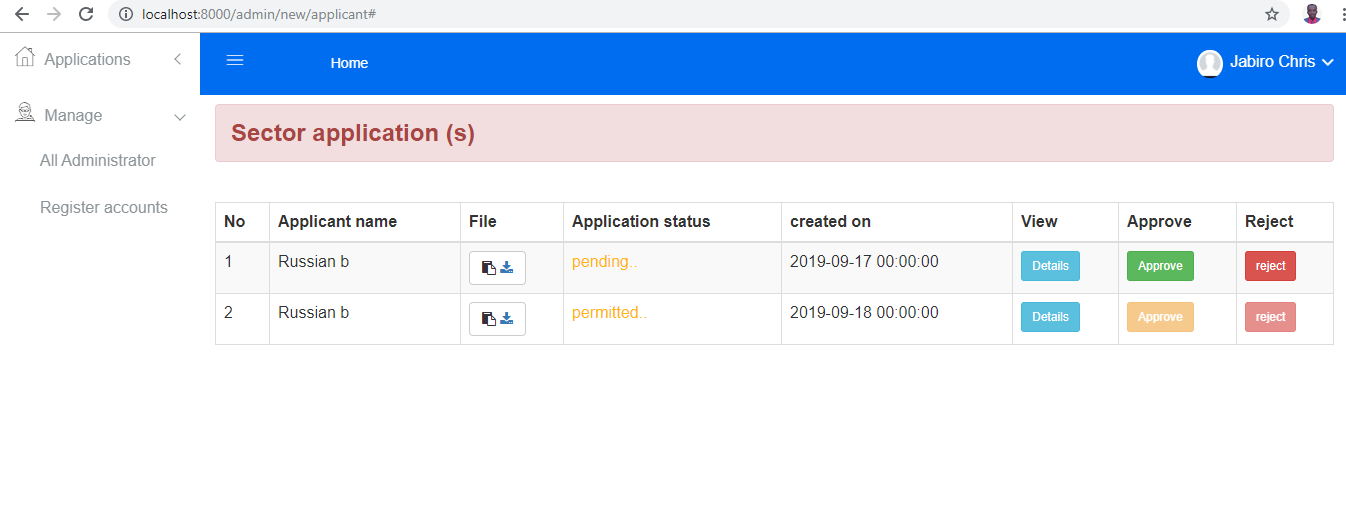 localhost:8000/admin/new/applicant#
Applications
Home
Jabiro Chris
Manage
Sector application (s)
All Administrator
Register accounts
No Applicant name File Application status created on View Approve Reject
1 Russian b pending.. 2019-09-17 00:00:00 Details Approve reject
2 Russian b permitted.. 2019-09-18 00:00:00 Details Approve reject